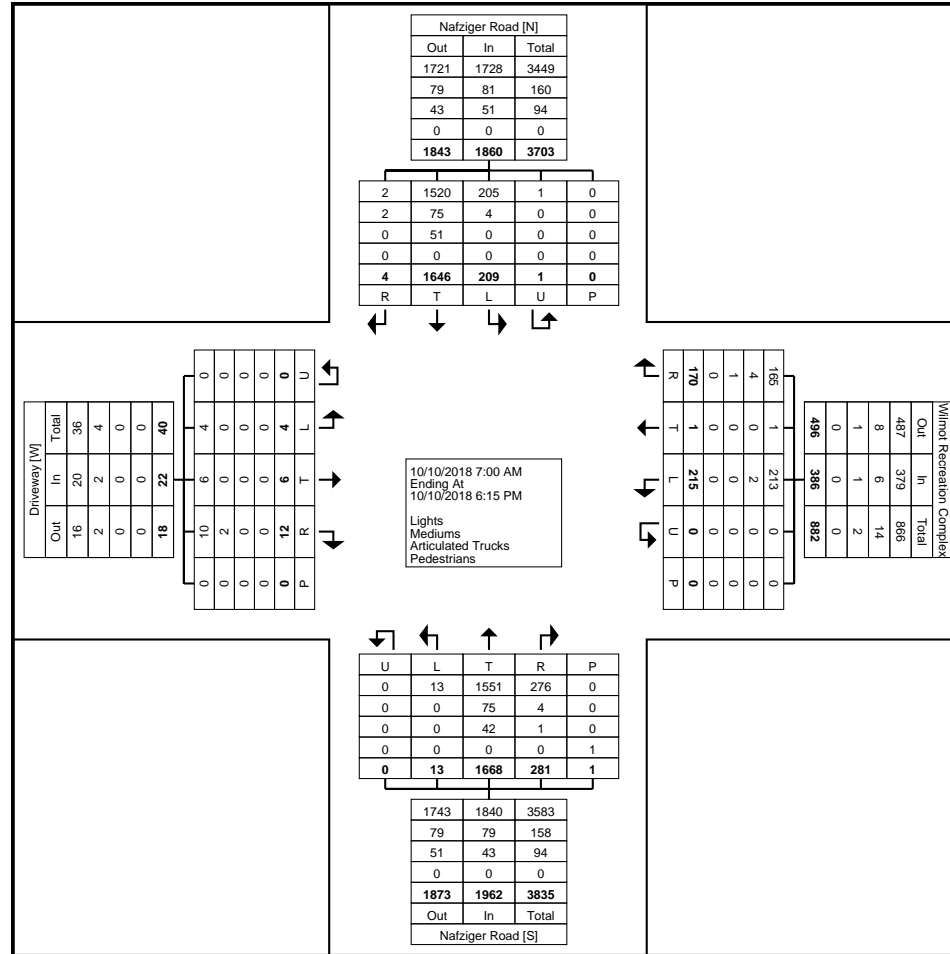 Nafziger Road [N]
Out In Total
1721 1728 3449
79 81 160
43 51 94
0 0 0
1843 1860 3703
2 1520 205 1 0
2 75 4 0 0
0 51 0 0 0
0 0 0 0 0
4 1646 209 1 0
R T L U P
Driveway [W]
Out In Total
16 20 36
2 2 4
0 0 0
0 0 0
18 22 40
0 10 6 4 0
0 2 0 0 0
0 0 0 0 0
0 0 0 0 0
0 12 6 4 0
P R T L U
10/10/2018 7:00 AM
Ending At
10/10/2018 6:15 PM
Lights
Mediums
Articulated Trucks
Pedestrians
Wilmot Recreation Complex
Out In Total
487 379 866
8 6 14
1 1 2
0 0 0
496 386 882
165 1 213 0 0
4 0 2 0 0
1 0 0 0 0
0 0 0 0 0
170 1 215 0 0
R T L U P
U L T R P
0 13 1551 276 0
0 0 75 4 0
0 0 42 1 0
0 0 0 0 1
0 13 1668 281 1
1743 1840 3583
79 79 158
51 43 94
0 0 0
1873 1962 3835
Out In Total
Nafziger Road [S]